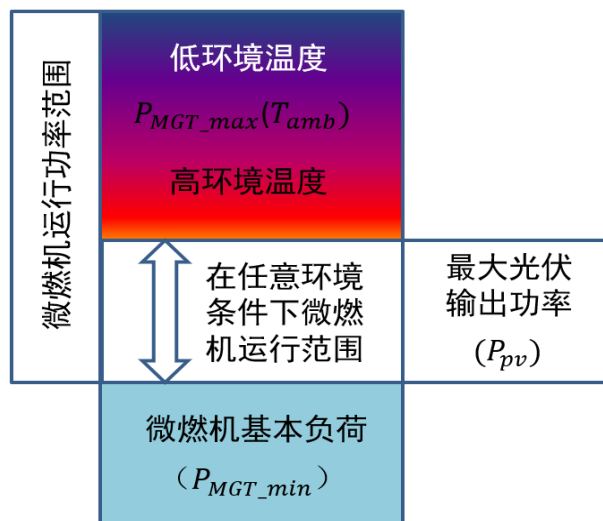 微燃机运行功率范围
低环境温度
P_{MGT_max}(T_{amb})
高环境温度
在任意环境
条件下微燃
机运行范围
最大光伏
输出功率
(P_{pv})
微燃机基本负荷
（P_{MGT_min}）